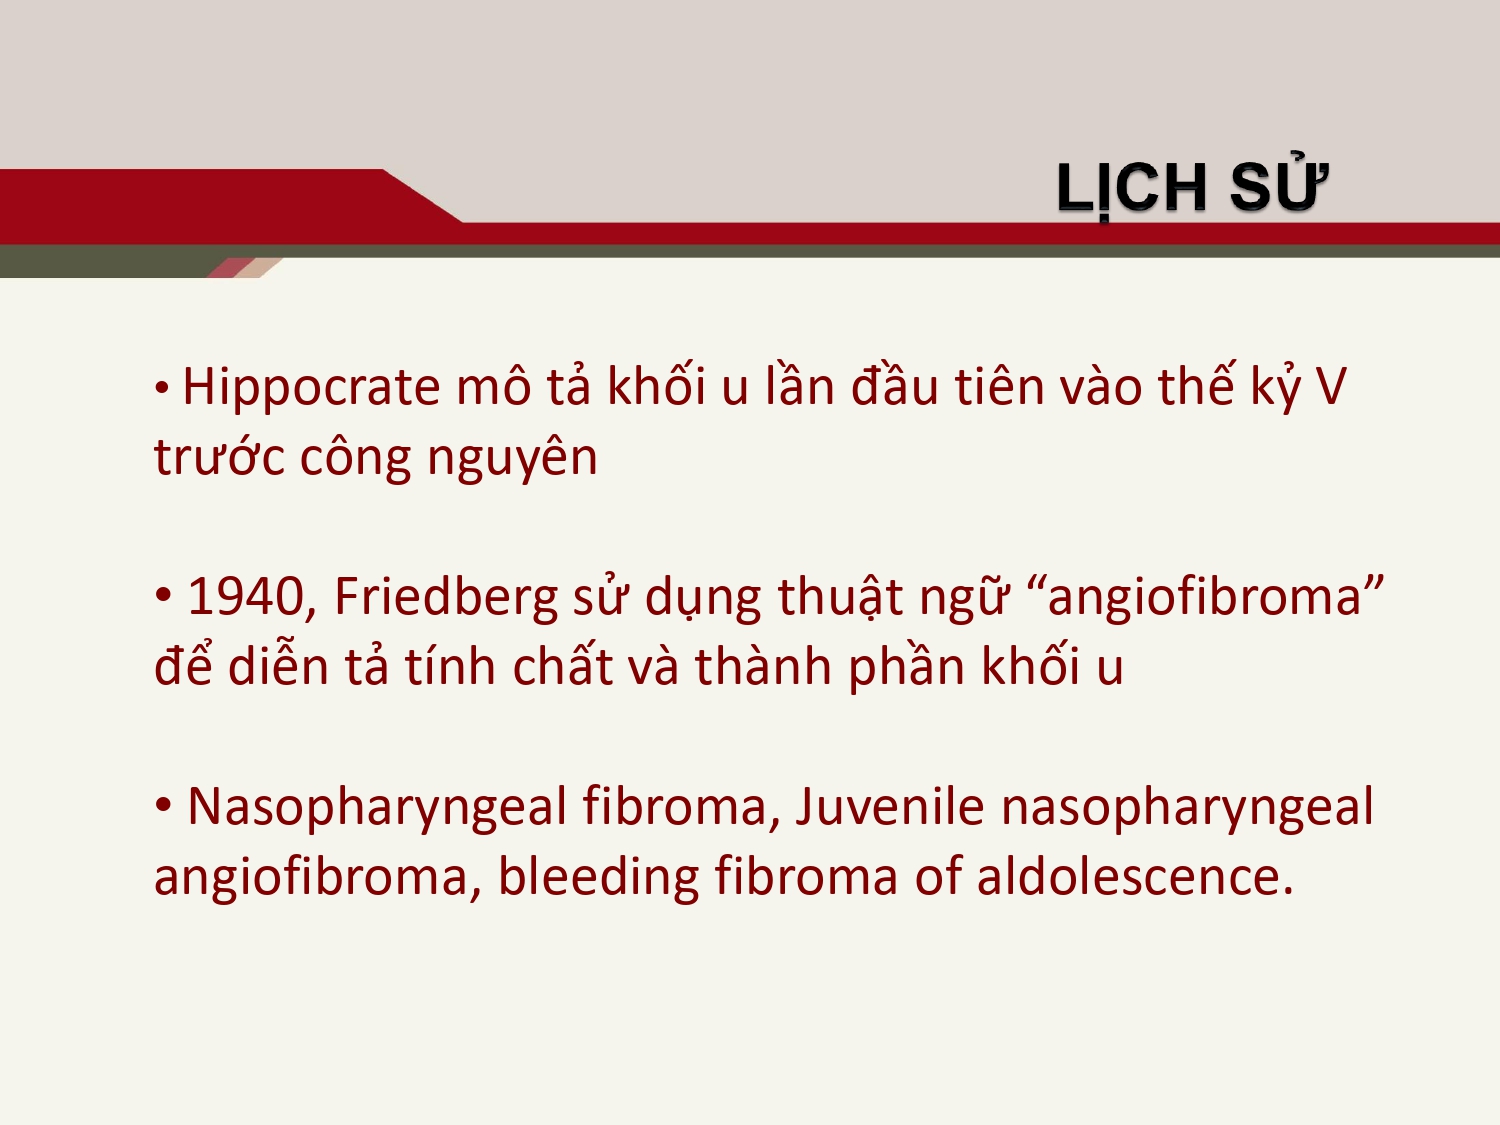 LỊCH SỬ
• Hippocrate mô tả khối u lần đầu tiên vào thế kỷ V
trước công nguyên
• 1940, Friedberg sử dụng thuật ngữ “angiofibroma”
để diễn tả tính chất và thành phần khối u
• Nasopharyngeal fibroma, Juvenile nasopharyngeal
angiofibroma, bleeding fibroma of aldolescence.